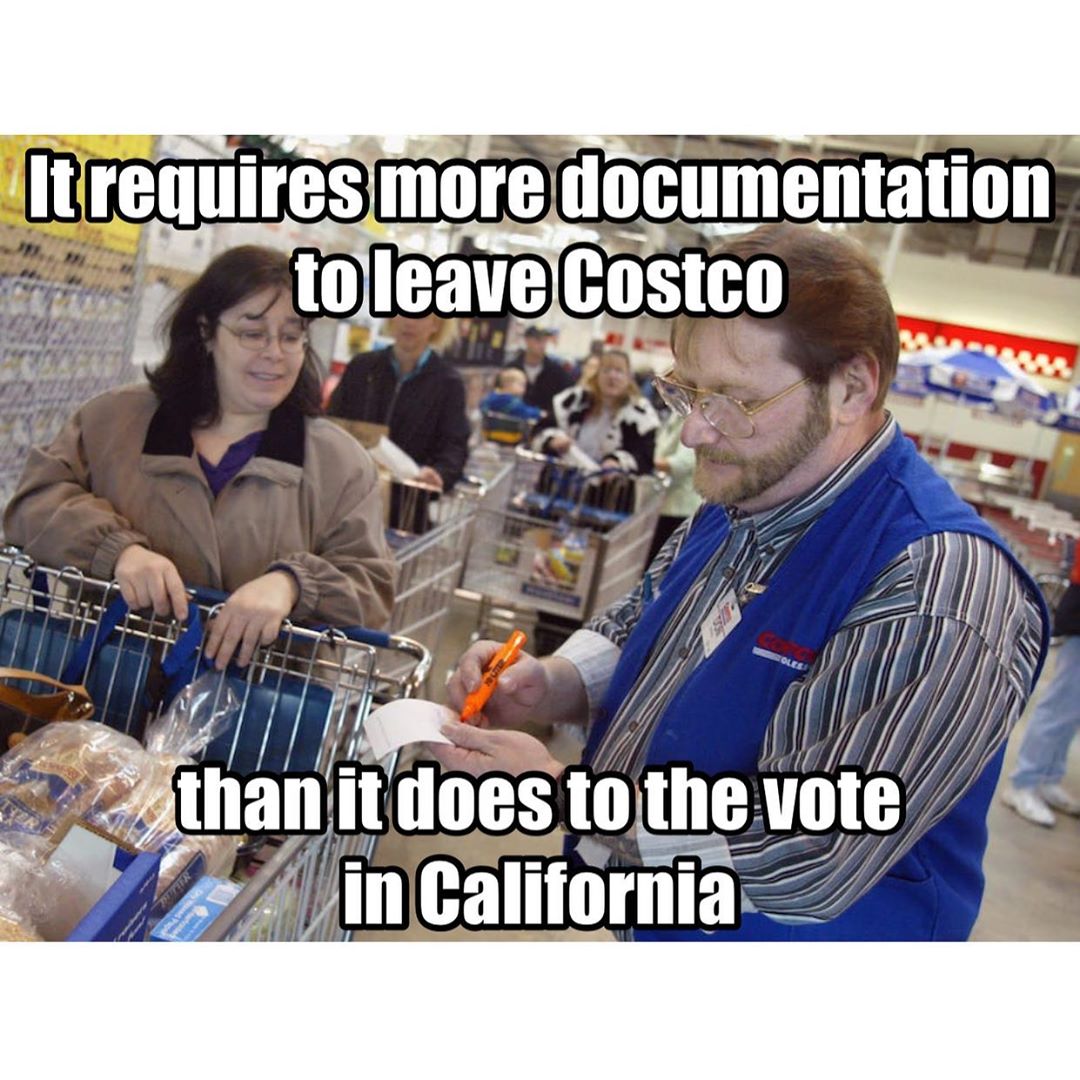 It requires more documentation
to leave Costco
than it does to the vote
in California